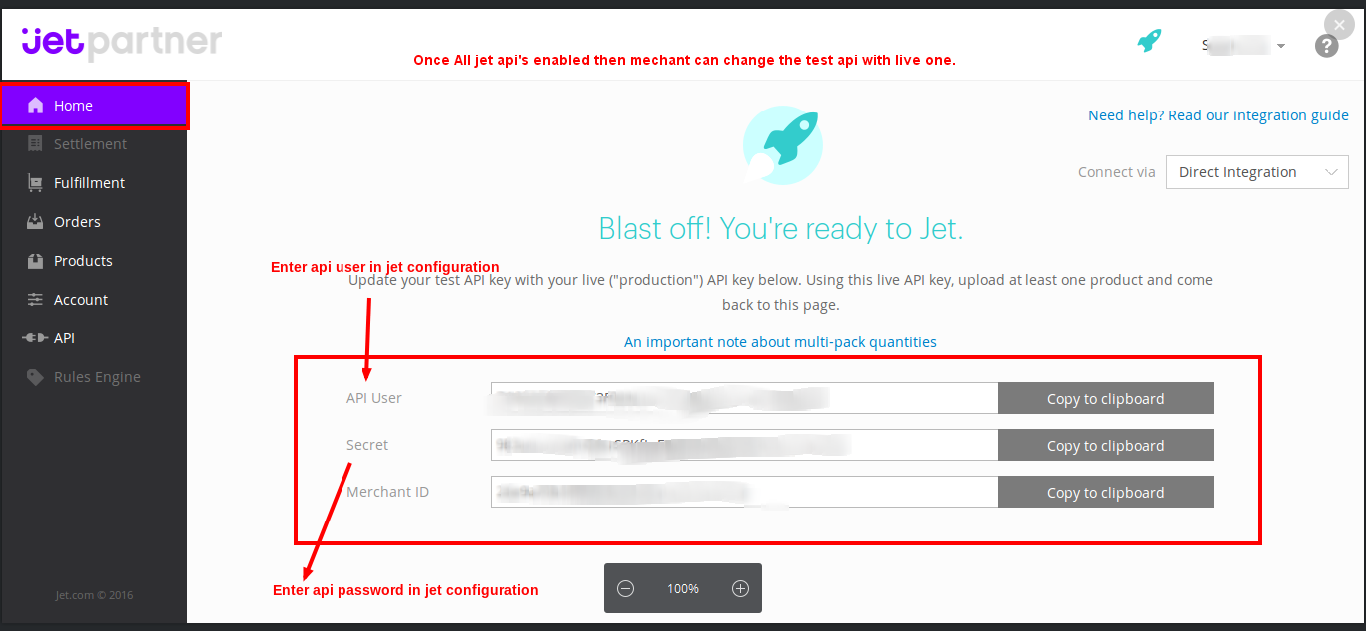 jetpartner
Once All jet api's enabled then mechant can change the test api with live one.
?
Home
Settlement
Fulfillment
Orders
Products
Account
API
Rules Engine
Jet.com © 2016
Need help? Read our integration guide
Connect via
Direct Integration
Blast off! You're ready to Jet.
Enter api user in jet configuration
Update your test API key with your live ("production") API key below. Using this live API key, upload at least one product and come
back to this page.
An important note about multi-pack quantities
API User
Copy to clipboard
Secret
Copy to clipboard
Merchant ID
Copy to clipboard
Enter api password in jet configuration
100%